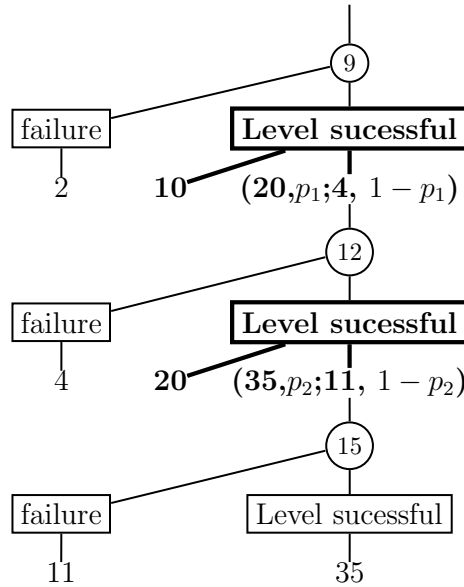 9
failure
Level sucessful
2
10
(20,p₁;4, 1 − p₁)
12
failure
Level sucessful
4
20
(35,p₂;11, 1 − p₂)
15
failure
Level sucessful
11
35